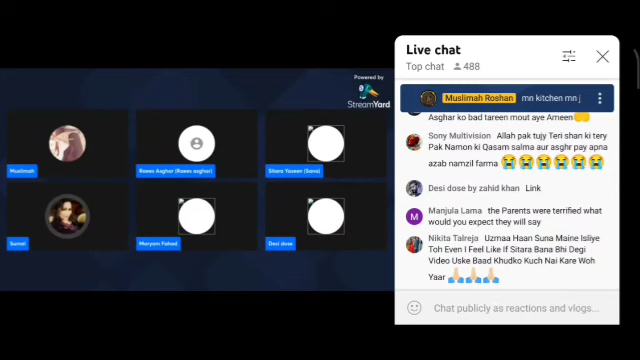 Powered by
StreamYard
Muslimah
Raees Asghar (Raees asghar)
Sitara Yaseen (Sana)
Sumai
Maryam Fahad
Desi dose
Live chat
Top chat 488
Muslimah Roshan mn kitchen mn j
Asghar ko bad tareen mout aye Ameen
Sony Multivision Allah pak tujy Teri shan ki tery
Pak Namon ki Qasam salma aur asghr pay apna
azab namzil farma
Desi dose by zahid khan Link
Manjula Lama the Parents were terrified what
would you expect they will say
Nikita Talreja Uzmaa Haan Suna Maine Isliye
Toh Even I Feel Like If Sitara Bana Bhi Degi
Video Uske Baad Khudko Kuch Nai Kare Woh
Yaar
Chat publicly as reactions and vlogs...